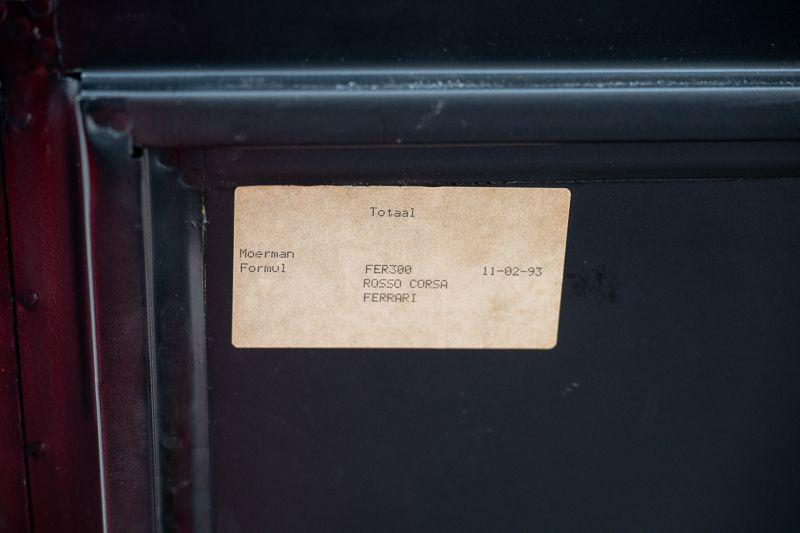 Totaal
Moerman
Formul FER300 11-02-93
ROSSO CORSA
FERRARI